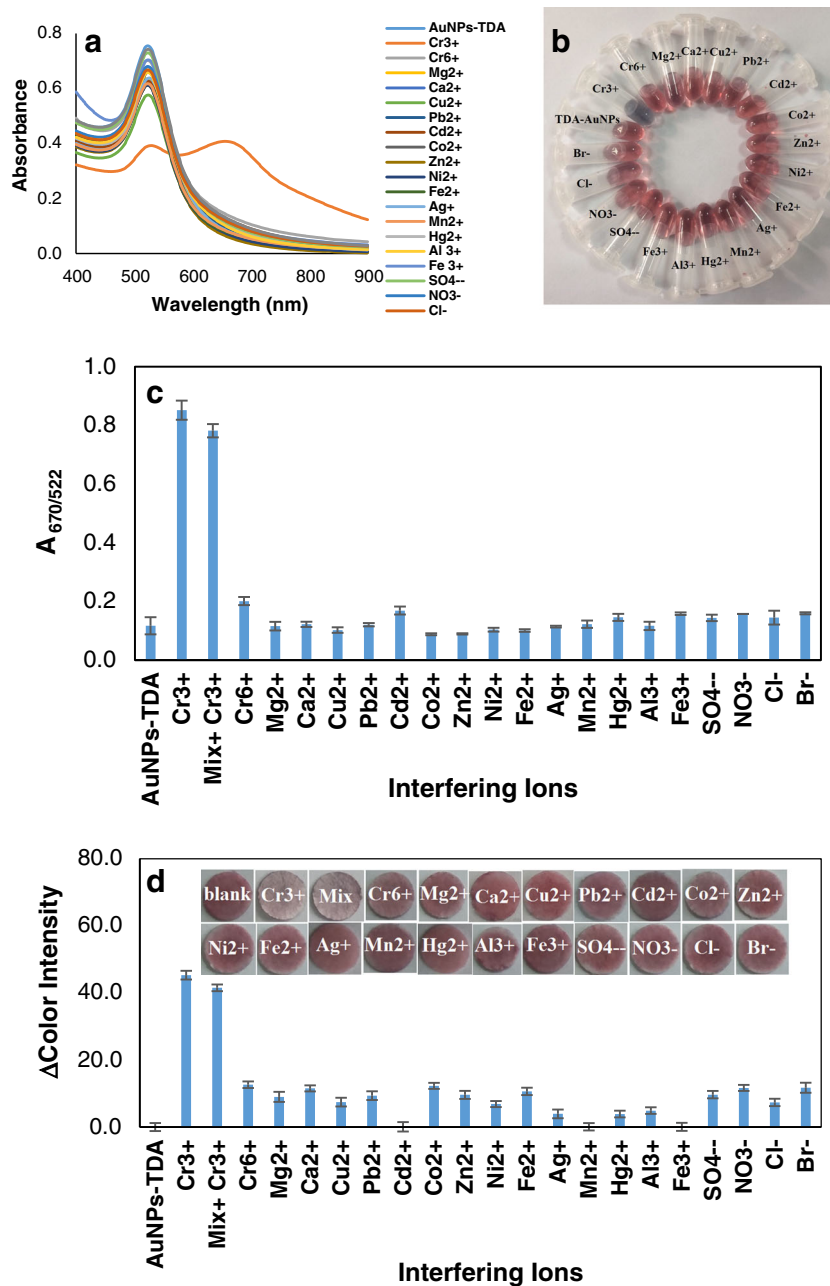 a
0.8
0.6
0.4
0.2
0.0
Absorbance
400 500 600 700 800 900
Wavelength (nm)
AuNPs-TDA
Cr3+
Cr6+
Mg2+
Ca2+
Cu2+
Pb2+
Cd2+
Co2+
Zn2+
Ni2+
Fe2+
Ag+
Mn2+
Hg2+
Al 3+
Fe 3+
SO4--
NO3-
Cl-
b
TDA-AuNPs
Cr3+
Cr6+
Mg2+
Ca2+
Cu2+
Pb2+
Cd2+
Co2+
Zn2+
Ni2+
Fe2+
Ag+
Mn2+
Hg2+
Al3+
Fe3+
SO4--
NO3-
Cl-
Br-
c
1.0
0.8
0.6
0.4
0.2
0.0
A 670/522
AuNPs-TDA
Cr3+
Mix+ Cr3+
Cr6+
Mg2+
Ca2+
Cu2+
Pb2+
Cd2+
Co2+
Zn2+
Ni2+
Fe2+
Ag+
Mn2+
Hg2+
Al3+
Fe3+
SO4--
NO3-
Cl-
Br-
Interfering Ions
d
80.0
60.0
40.0
20.0
0.0
ΔColor Intensity
blank Cr3+ Mix Cr6+ Mg2+ Ca2+ Cu2+ Pb2+ Cd2+ Co2+ Zn2+
Ni2+ Fe2+ Ag+ Mn2+ Hg2+ Al3+ Fe3+ SO4-- NO3- Cl- Br-
AuNPs-TDA
Cr3+
Mix+ Cr3+
Cr6+
Mg2+
Ca2+
Cu2+
Pb2+
Cd2+
Co2+
Zn2+
Ni2+
Fe2+
Ag+
Mn2+
Hg2+
Al3+
Fe3+
SO4--
NO3-
Cl-
Br-
Interfering Ions